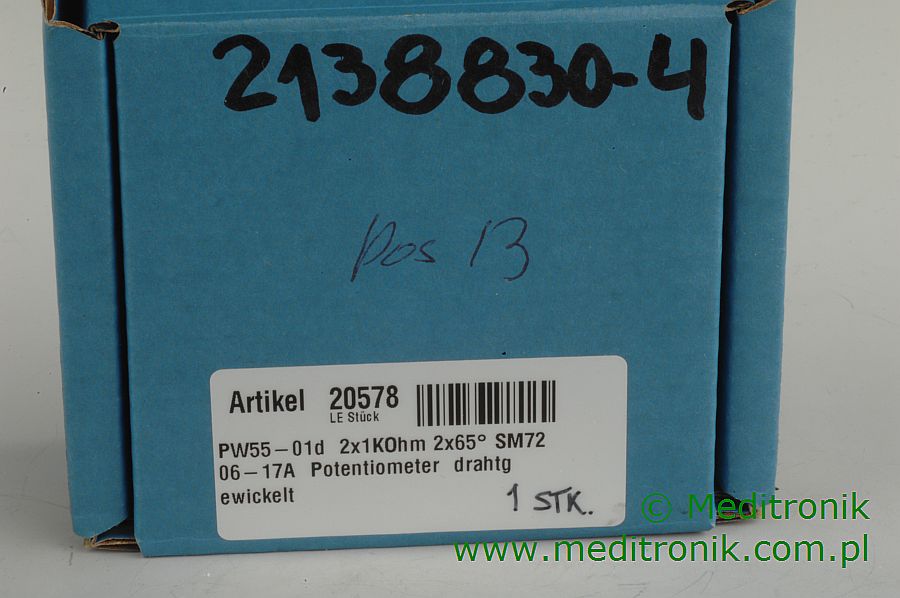 2138830-4
Pos 13
Artikel 20578
LE Stück
PW55-01d 2x1KOhm 2x65° SM72
06-17A Potentiometer drahtg
ewickelt
1 STK.
© Meditronik
www.meditronik.com.pl